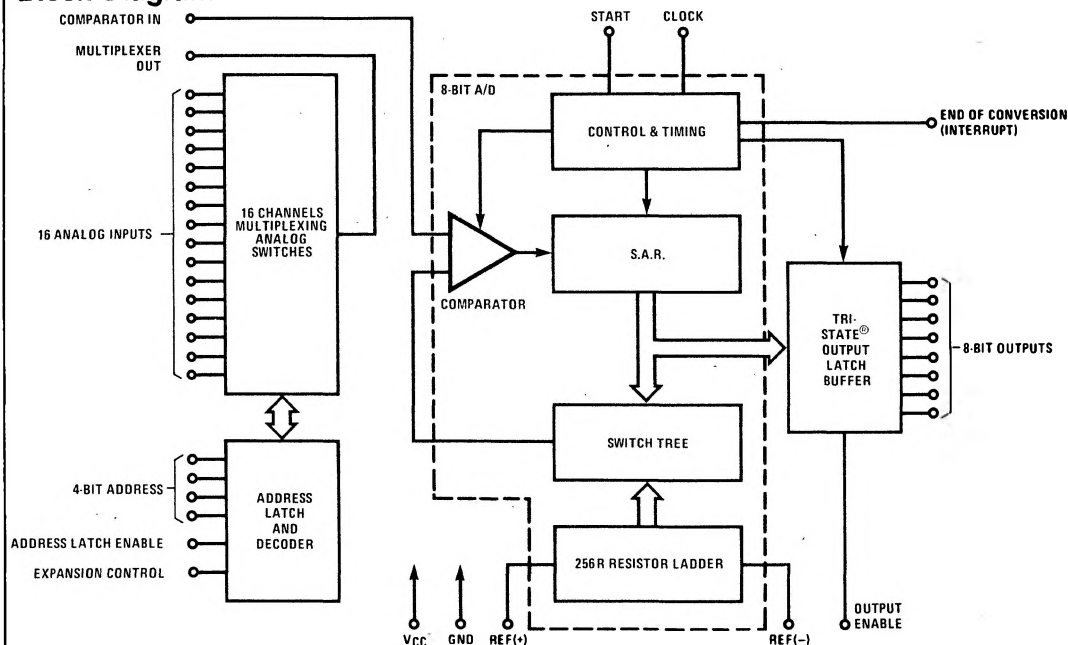 COMPARATOR IN
MULTIPLEXER
OUT
16 ANALOG INPUTS
16 CHANNELS
MULTIPLEXING
ANALOG
SWITCHES
4-BIT ADDRESS
ADDRESS LATCH ENABLE
EXPANSION CONTROL
ADDRESS
LATCH
AND
DECODER
START
CLOCK
8-BIT A/D
CONTROL & TIMING
END OF CONVERSION
(INTERRUPT)
S.A.R.
COMPARATOR
TRI-
STATE®
OUTPUT
LATCH
BUFFER
8-BIT OUTPUTS
SWITCH TREE
256R RESISTOR LADDER
VCC
GND
REF(+)
REF(−)
OUTPUT
ENABLE